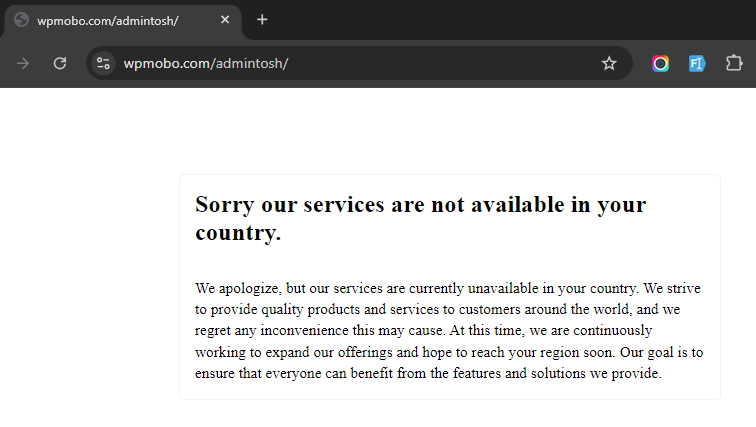 wpmobo.com/admintosh/
wpmobo.com/admintosh/
Sorry our services are not available in your
country.
We apologize, but our services are currently unavailable in your country. We strive
to provide quality products and services to customers around the world, and we
regret any inconvenience this may cause. At this time, we are continuously
working to expand our offerings and hope to reach your region soon. Our goal is to
ensure that everyone can benefit from the features and solutions we provide.